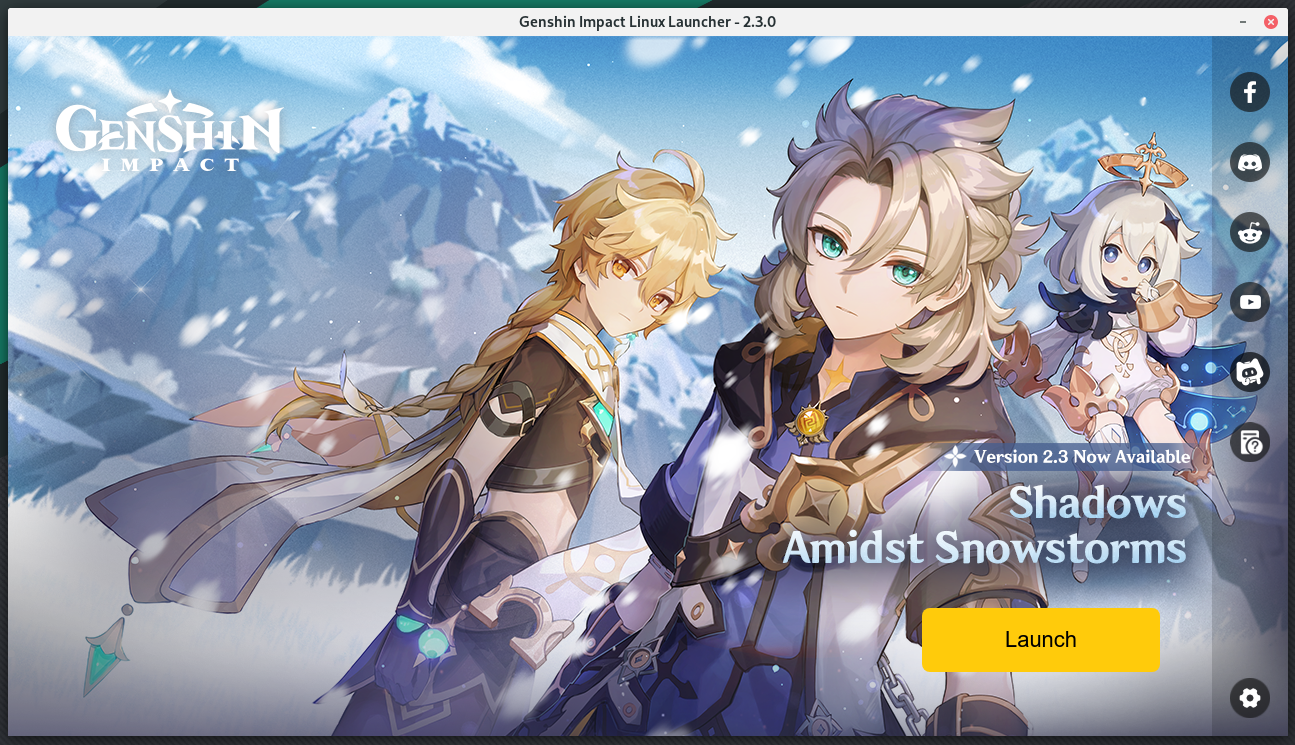 Genshin Impact Linux Launcher - 2.3.0
GENSHIN
IMPACT
Version 2.3 Now Available
Shadows
Amidst Snowstorms
Launch